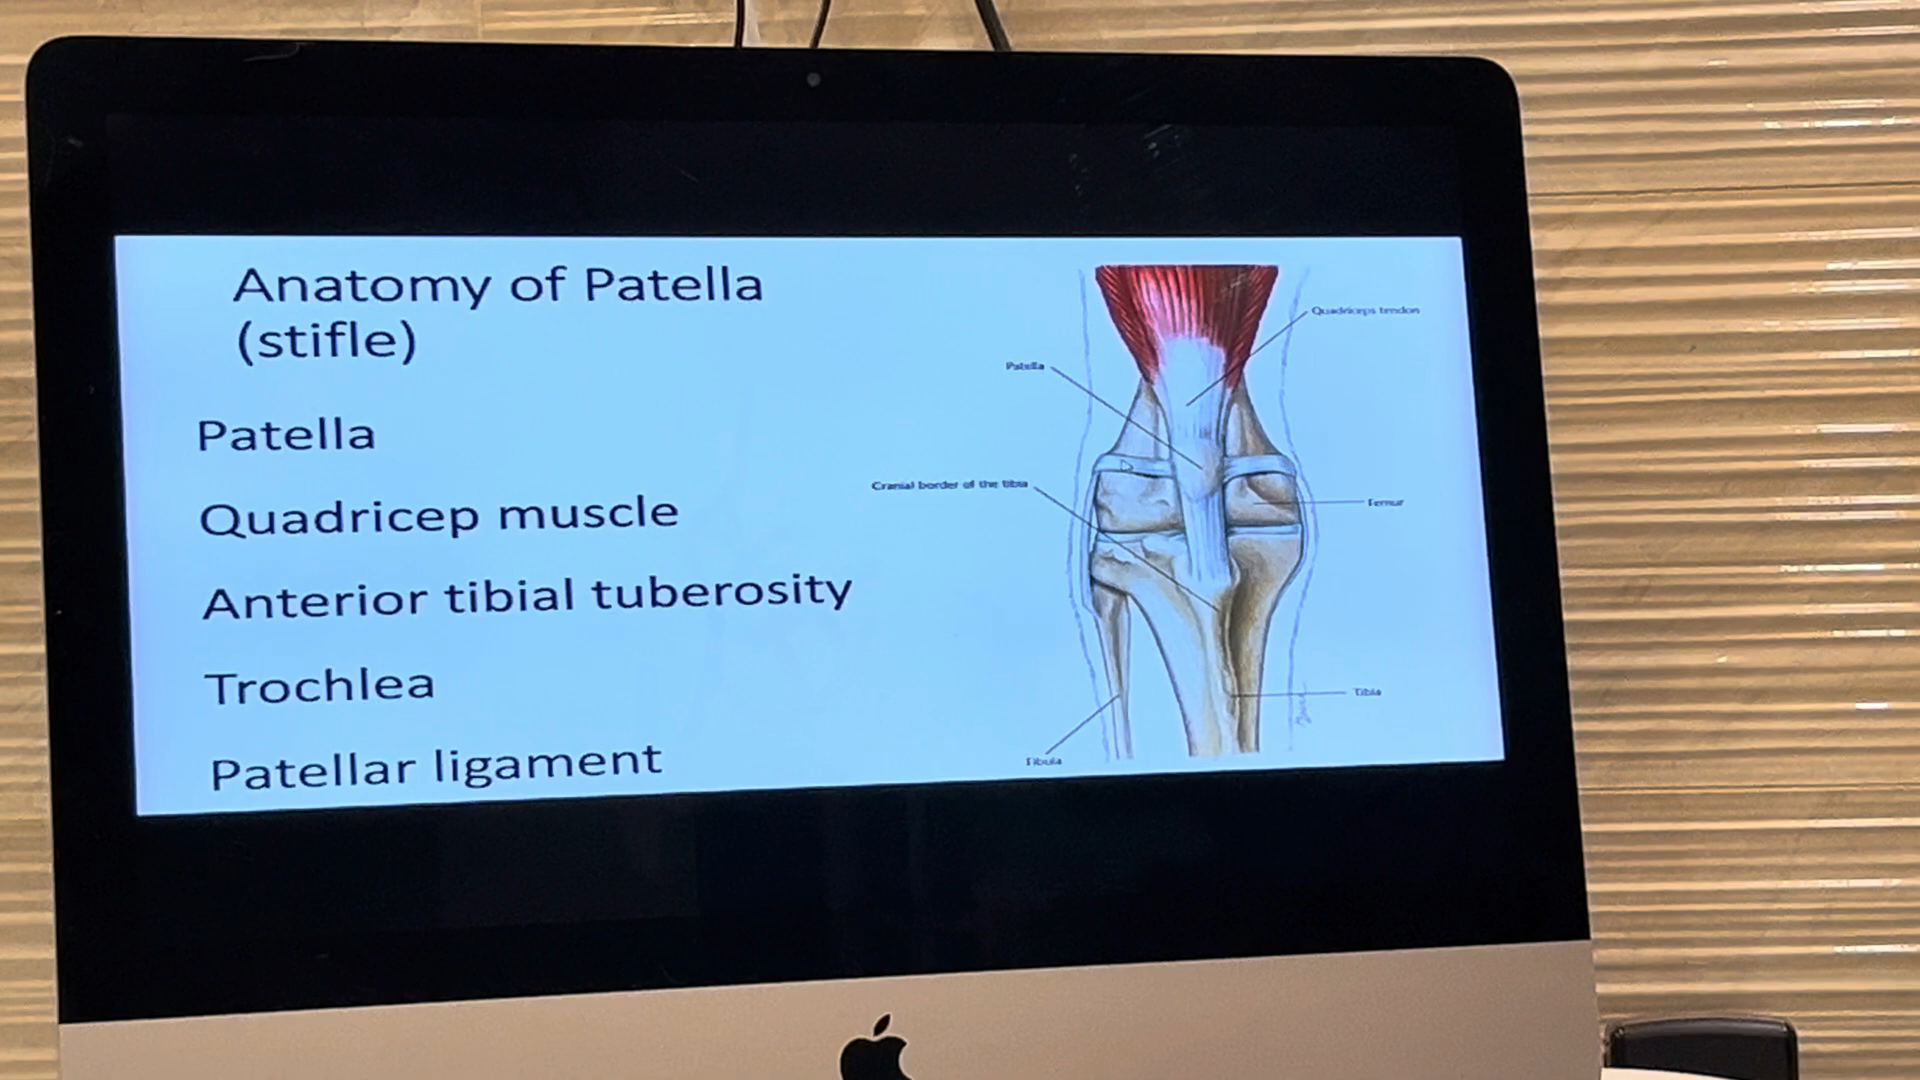 Anatomy of Patella
(stifle)
Patella
Quadricep muscle
Anterior tibial tuberosity
Trochlea
Patellar ligament
Quadriceps tendon
Patella
Cranial border of the tibia
Femur
Tibia
Fibula